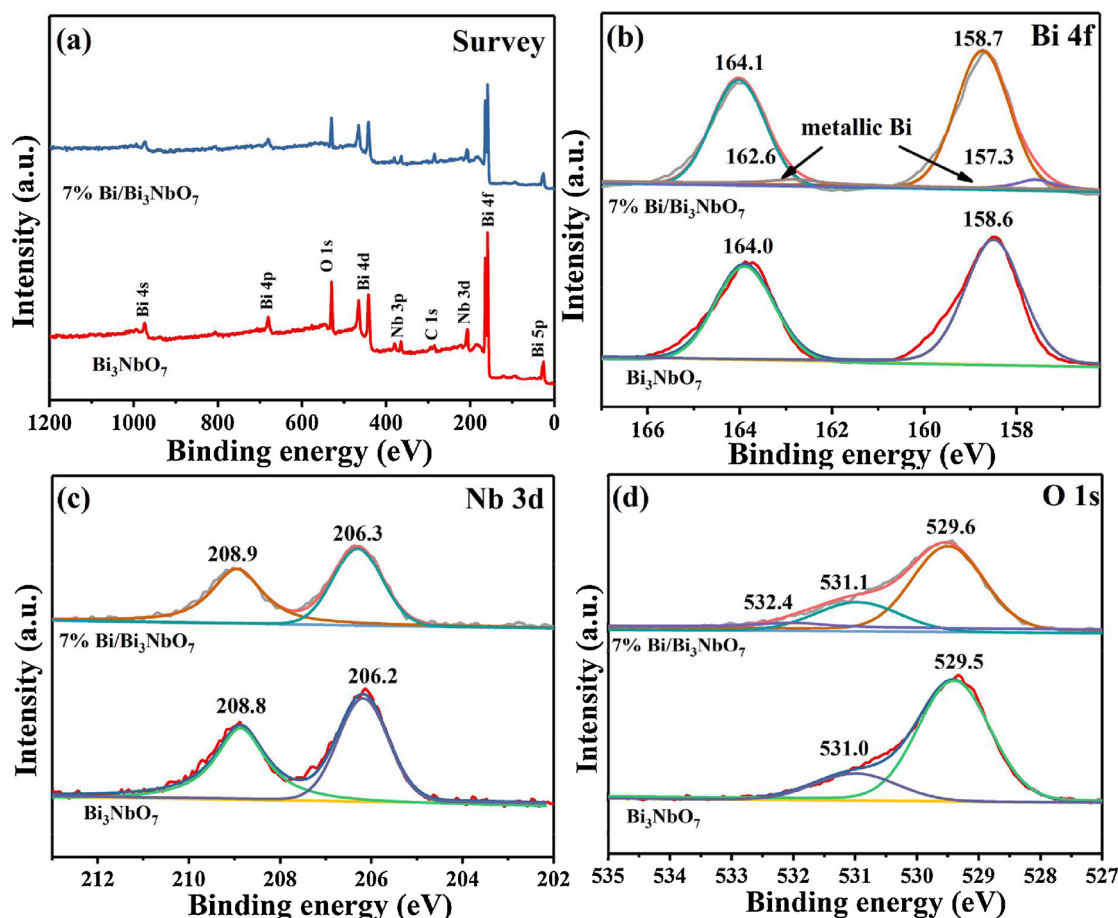 (a) Survey
7% Bi/Bi₃NbO₇
Bi 4s
Bi 4p
O 1s
Bi 4d
Nb 3p
C 1s
Nb 3d
Bi 4f
Bi 5p
Bi₃NbO₇
Intensity (a.u.)
1200 1000 800 600 400 200 0
Binding energy (eV)
(b) Bi 4f
164.1 158.7
metallic Bi
162.6 157.3
7% Bi/Bi₃NbO₇
164.0 158.6
Bi₃NbO₇
Intensity (a.u.)
166 164 162 160 158
Binding energy (eV)
(c) Nb 3d
208.9 206.3
7% Bi/Bi₃NbO₇
208.8 206.2
Bi₃NbO₇
Intensity (a.u.)
212 210 208 206 204 202
Binding energy (eV)
(d) O 1s
532.4 531.1 529.6
7% Bi/Bi₃NbO₇
531.0 529.5
Bi₃NbO₇
Intensity (a.u.)
535 534 533 532 531 530 529 528 527
Binding energy (eV)